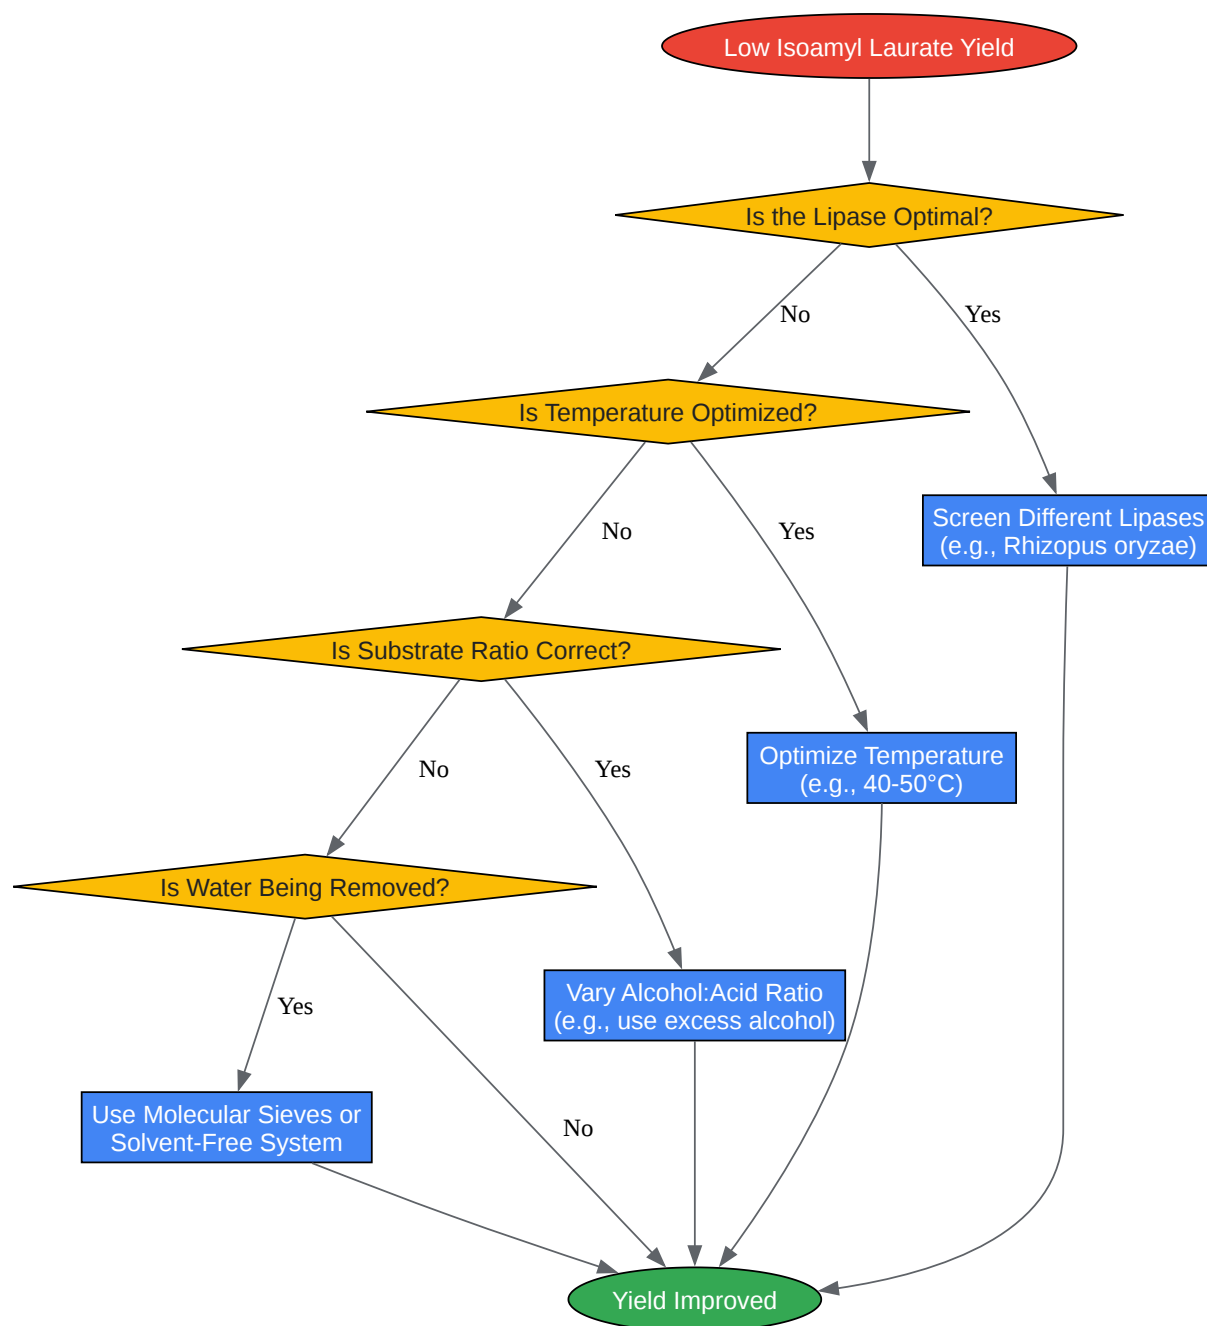 Low Isoamyl Laurate Yield
Is the Lipase Optimal?
No
Yes
Is Temperature Optimized?
Screen Different Lipases
(e.g., Rhizopus oryzae)
No
Yes
Is Substrate Ratio Correct?
Optimize Temperature
(e.g., 40-50°C)
No
Yes
Is Water Being Removed?
Vary Alcohol:Acid Ratio
(e.g., use excess alcohol)
Yes
Use Molecular Sieves or
Solvent-Free System
No
Yield Improved